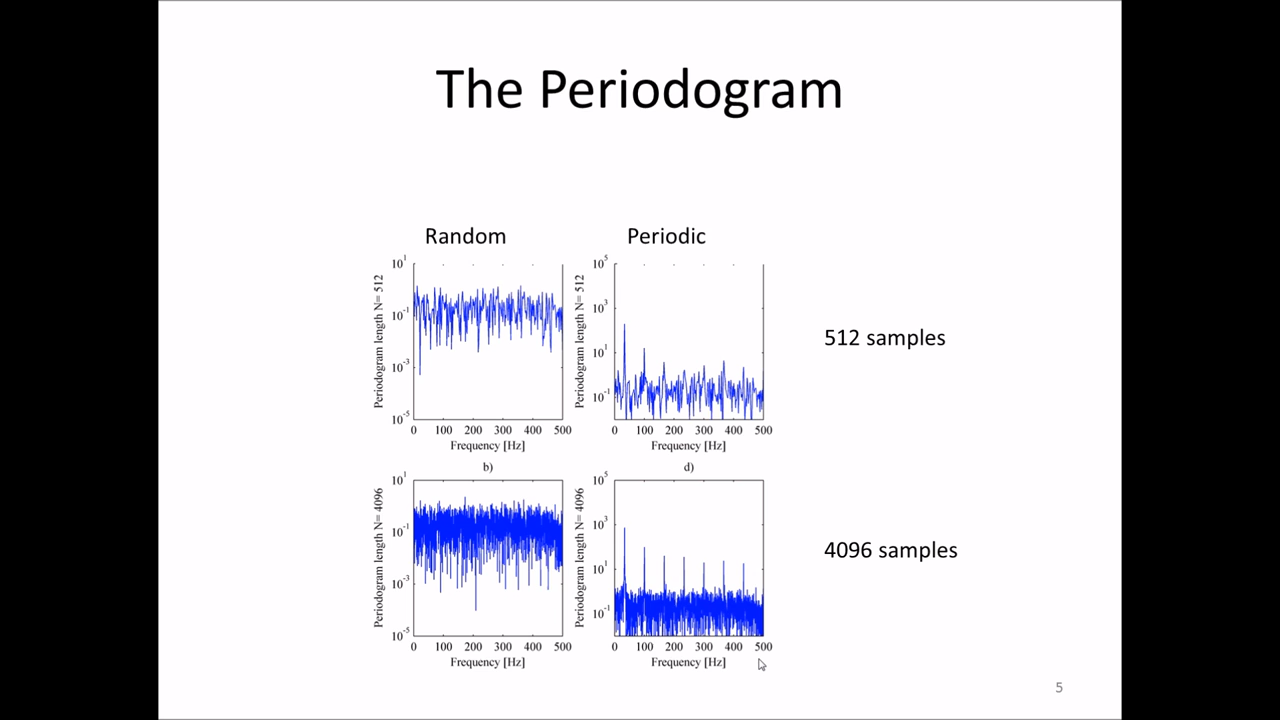 The Periodogram
Random Periodic
Periodogram length N= 512
10^1
10^-1
10^-3
10^-5
0 100 200 300 400 500
Frequency [Hz]
Periodogram length N= 512
10^5
10^3
10^1
10^-1
0 100 200 300 400 500
Frequency [Hz]
512 samples
b) d)
Periodogram length N= 4096
10^1
10^-1
10^-3
10^-5
0 100 200 300 400 500
Frequency [Hz]
Periodogram length N= 4096
10^5
10^3
10^1
10^-1
0 100 200 300 400 500
Frequency [Hz]
4096 samples
5